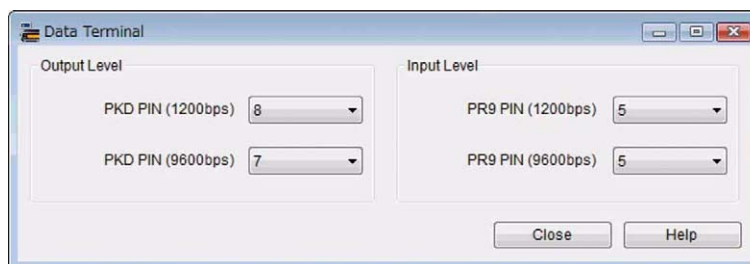 Data Terminal
Output Level
PKD PIN (1200bps) 8
PKD PIN (9600bps) 7
Input Level
PR9 PIN (1200bps) 5
PR9 PIN (9600bps) 5
Close Help